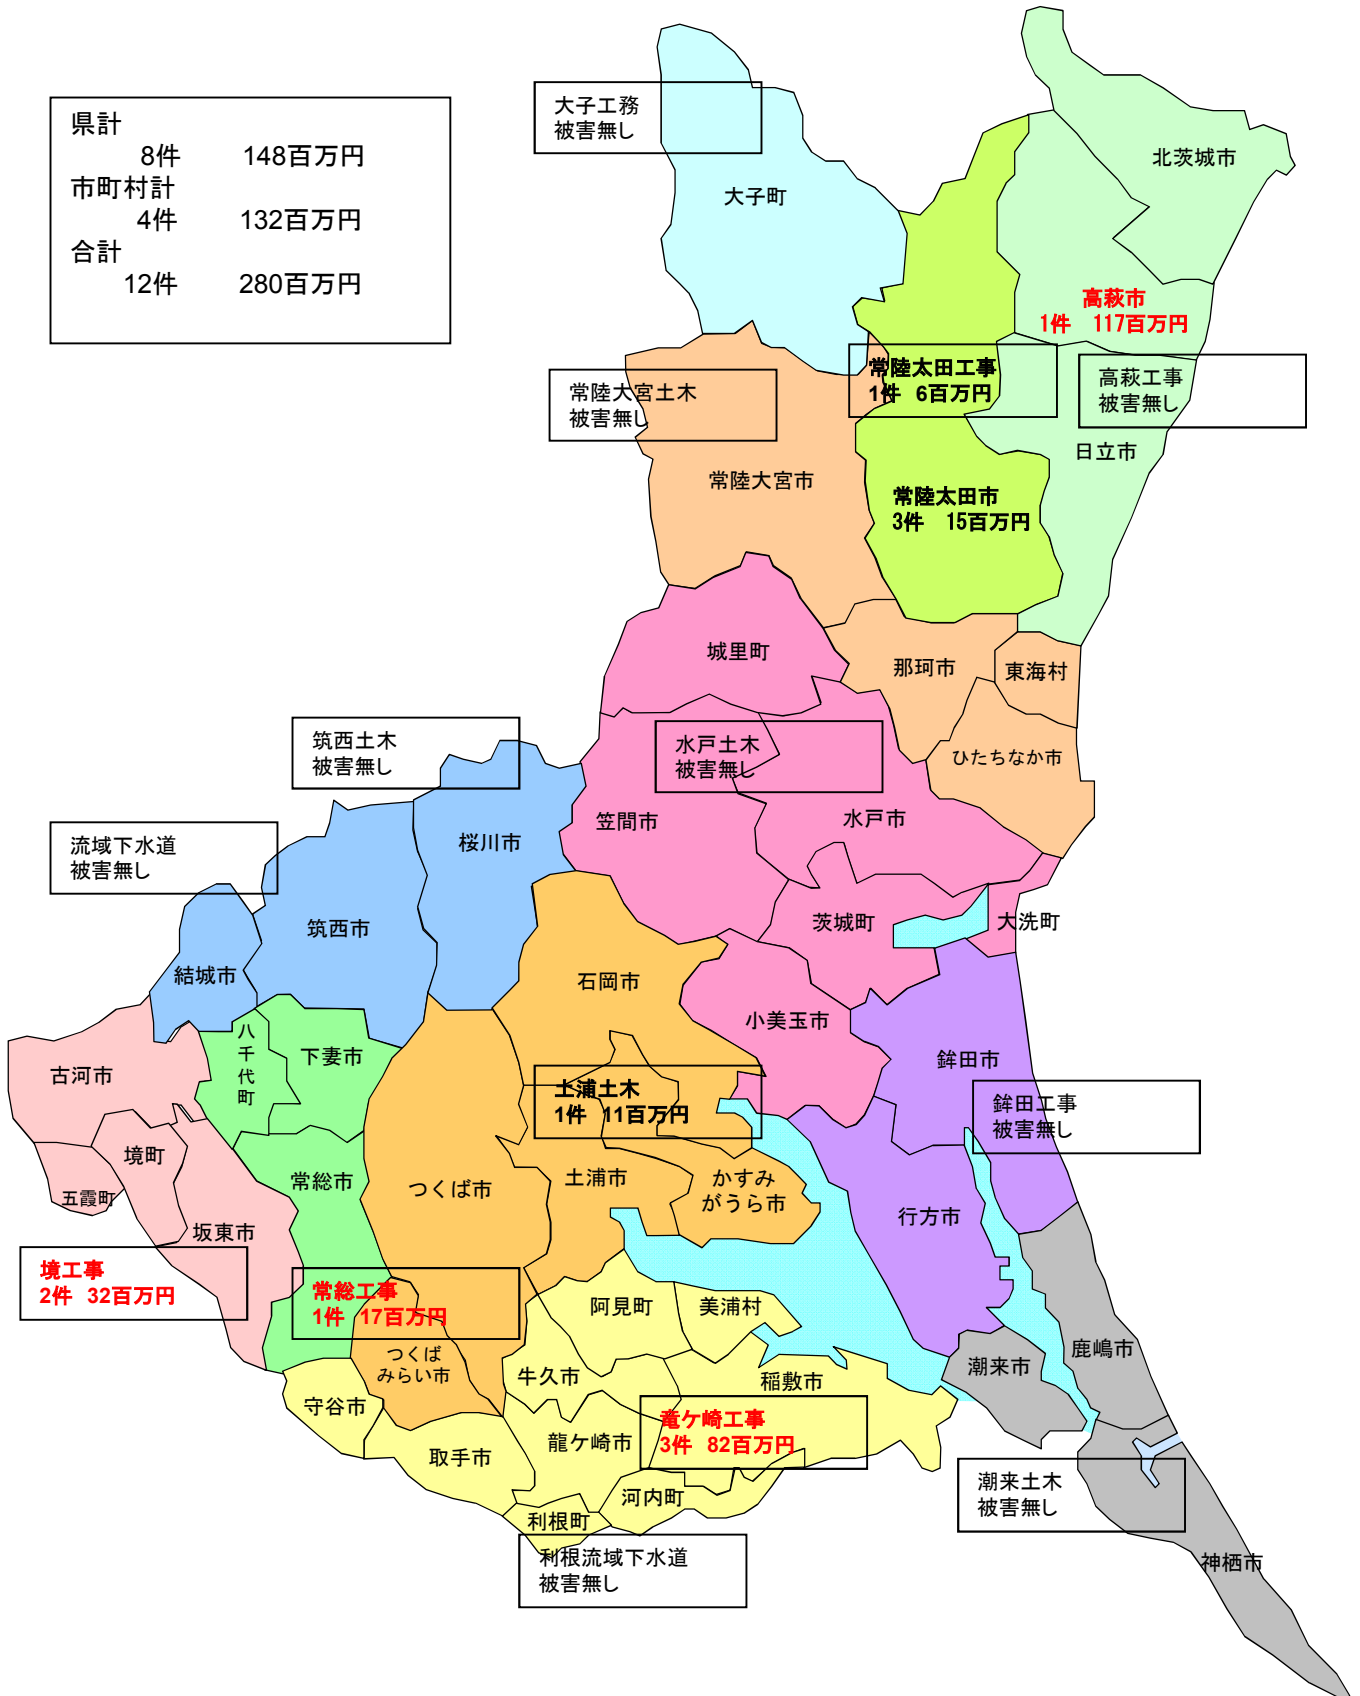 県計
8件 148百万円
市町村計
4件 132百万円
合計
12件 280百万円
大子工務
被害無し
大子町
北茨城市
高萩市
1件 117百万円
常陸太田工事
1件 6百万円
高萩工事
被害無し
常陸大宮土木
被害無し
日立市
常陸大宮市
常陸太田市
3件 15百万円
城里町
那珂市
東海村
筑西土木
被害無し
水戸土木
被害無し
ひたちなか市
笠間市
水戸市
桜川市
流域下水道
被害無し
筑西市
茨城町
大洗町
結城市
石岡市
小美玉市
八千代町
下妻市
古河市
鉾田市
土浦土木
1件 11百万円
鉾田工事
被害無し
境町
五霞町
常総市
つくば市
土浦市
かすみ
がうら市
坂東市
行方市
境工事
2件 32百万円
常総工事
1件 17百万円
阿見町
美浦村
鹿嶋市
つくば
みらい市
牛久市
稲敷市
潮来市
守谷市
竜ケ崎工事
3件 82百万円
龍ケ崎市
取手市
河内町
潮来土木
被害無し
利根町
利根流域下水道
被害無し
神栖市